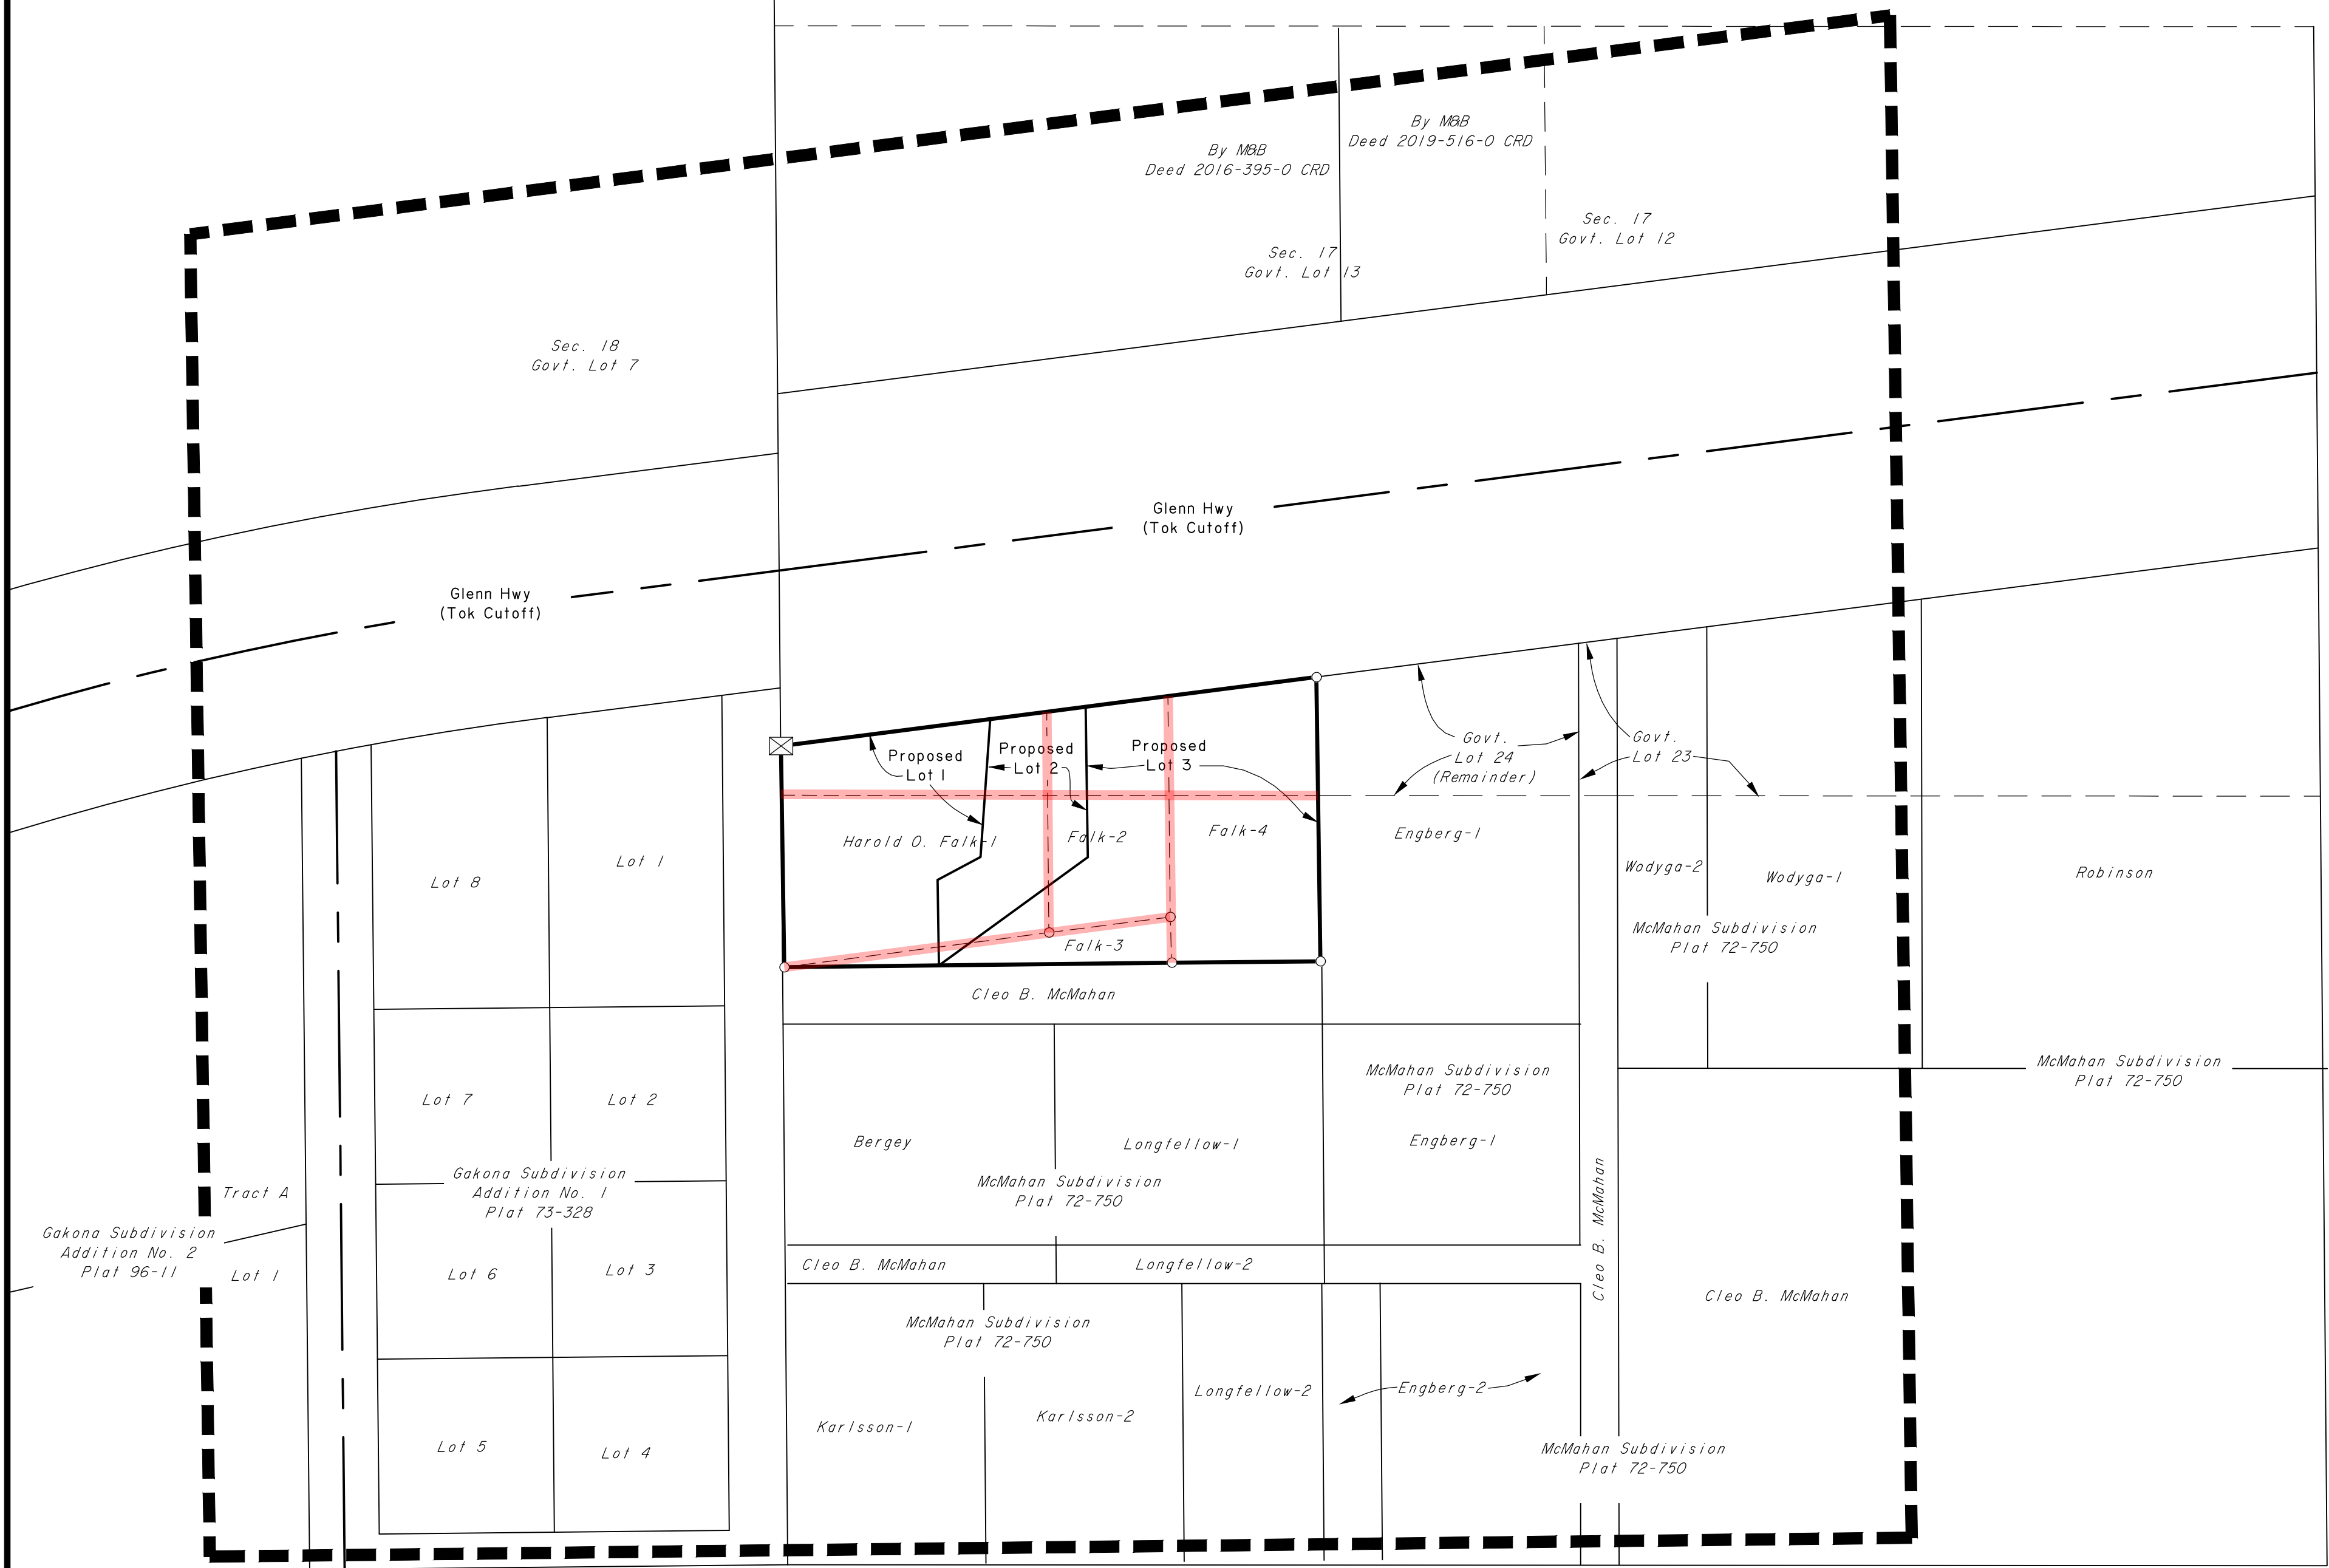 By M&B
Deed 2019-516-0 CRD
By M&B
Deed 2016-395-0 CRD
Sec. 17
Govt. Lot 12
Sec. 17
Govt. Lot 13
Sec. 18
Govt. Lot 7
Glenn Hwy
(Tok Cutoff)
Glenn Hwy
(Tok Cutoff)
Proposed
Lot 1
Proposed
Lot 2
Proposed
Lot 3
Govt.
Lot 24
(Remainder)
Govt.
Lot 23
Harold O. Falk-1
Falk-2
Falk-4
Engberg-1
Lot 8
Lot 1
Wodyga-2
Wodyga-1
Robinson
McMahan Subdivision
Plat 72-750
Falk-3
Cleo B. McMahan
McMahan Subdivision
Plat 72-750
McMahan Subdivision
Plat 72-750
Lot 7
Lot 2
Bergey
Longfellow-1
Engberg-1
Gakona Subdivision
Addition No. 1
Plat 73-328
McMahan Subdivision
Plat 72-750
Tract A
Gakona Subdivision
Addition No. 2
Plat 96-11
Lot 1
Lot 6
Lot 3
Cleo B. McMahan
Longfellow-2
Cleo B. McMahan
Cleo B. McMahan
McMahan Subdivision
Plat 72-750
Longfellow-2
Engberg-2
Karlsson-1
Karlsson-2
Lot 5
Lot 4
McMahan Subdivision
Plat 72-750